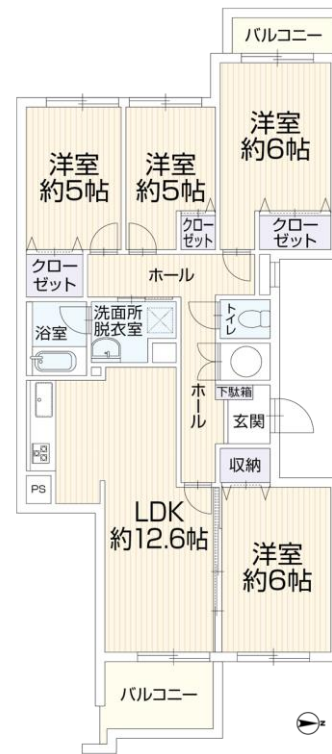 バルコニー
洋室
約5帖
洋室
約5帖
洋室
約6帖
クロー
ゼット
クローゼット
クロー
ゼット
ホール
浴室
洗面所
脱衣室
トイレ
ホール
下駄箱
玄関
収納
PS
LDK
約12.6帖
洋室
約6帖
バルコニー
N